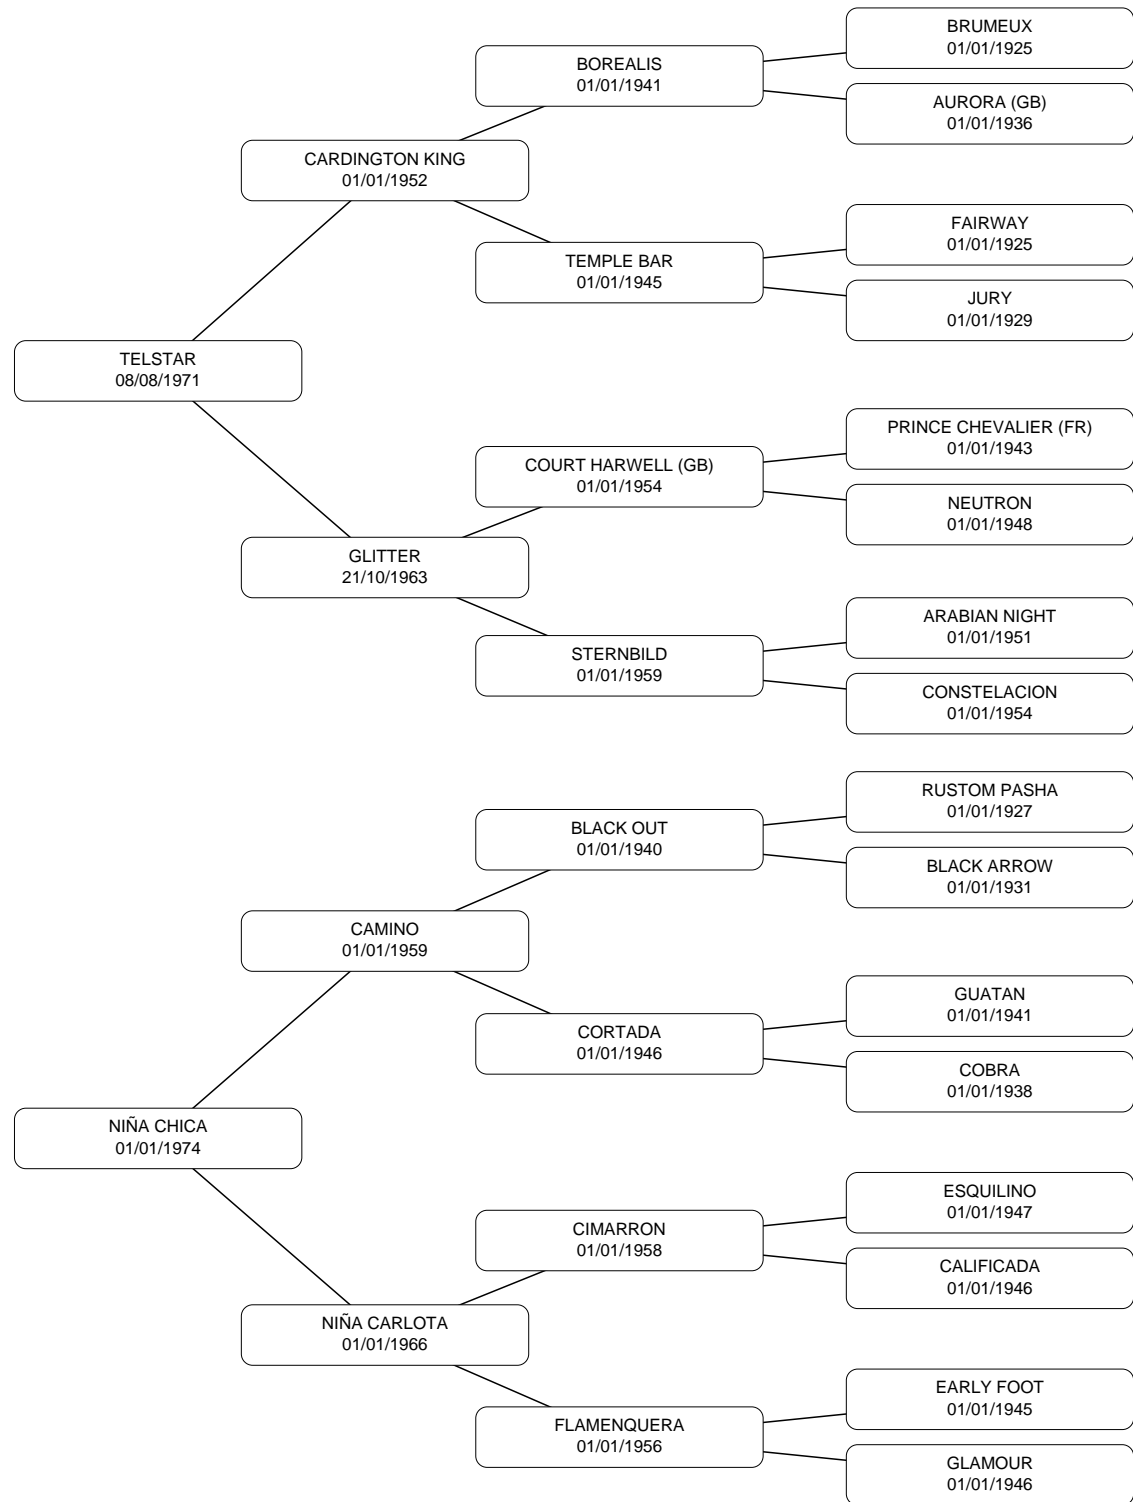 BRUMEUX
01/01/1925
BOREALIS
01/01/1941
AURORA (GB)
01/01/1936
CARDINGTON KING
01/01/1952
FAIRWAY
01/01/1925
TEMPLE BAR
01/01/1945
JURY
01/01/1929
TELSTAR
08/08/1971
PRINCE CHEVALIER (FR)
01/01/1943
COURT HARWELL (GB)
01/01/1954
NEUTRON
01/01/1948
GLITTER
21/10/1963
ARABIAN NIGHT
01/01/1951
STERNBILD
01/01/1959
CONSTELACION
01/01/1954
RUSTOM PASHA
01/01/1927
BLACK OUT
01/01/1940
BLACK ARROW
01/01/1931
CAMINO
01/01/1959
GUATAN
01/01/1941
CORTADA
01/01/1946
COBRA
01/01/1938
NIÑA CHICA
01/01/1974
ESQUILINO
01/01/1947
CIMARRON
01/01/1958
CALIFICADA
01/01/1946
NIÑA CARLOTA
01/01/1966
EARLY FOOT
01/01/1945
FLAMENQUERA
01/01/1956
GLAMOUR
01/01/1946